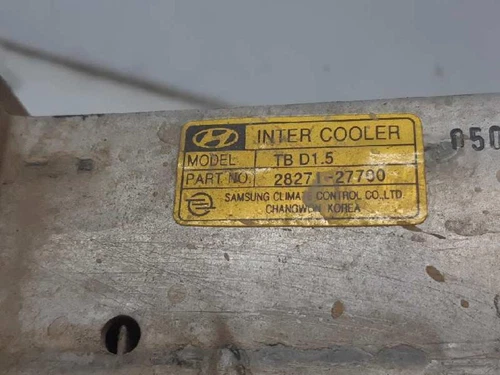 INTER COOLER
MODEL TB D1.5
PART NO. 28271-27700
SAMSUNG CLIMATE CONTROL CO.,LTD
CHANGWON KOREA
050